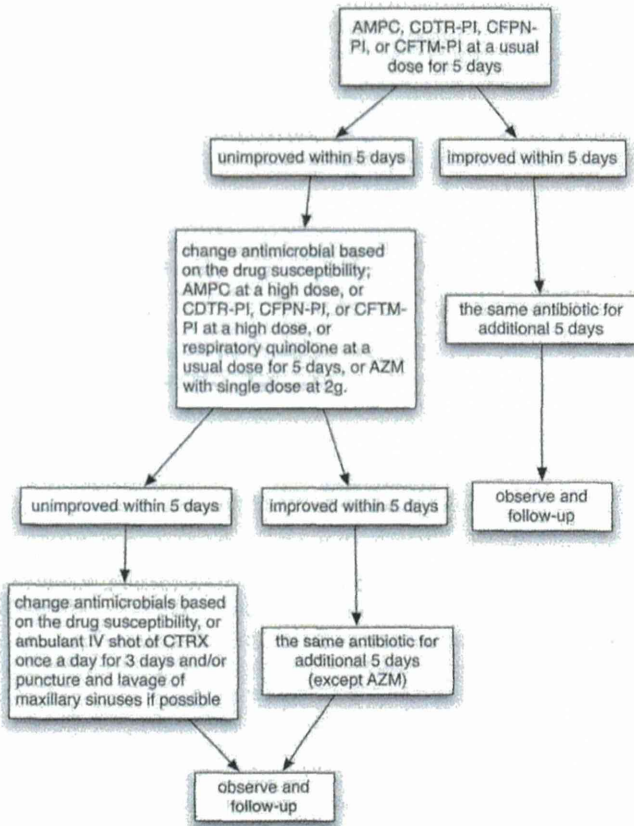 AMPC, CDTR-PI, CFPN-
PI, or CFTM-PI at a usual
dose for 5 days
unimproved within 5 days
improved within 5 days
change antimicrobial based
on the drug susceptibility;
AMPC at a high dose, or
CDTR-PI, CFPN-PI, or CFTM-
PI at a high dose, or
respiratory quinolone at a
usual dose for 5 days, or AZM
with single dose at 2g.
the same antibiotic for
additional 5 days
unimproved within 5 days
improved within 5 days
observe and
follow-up
change antimicrobials based
on the drug susceptibility, or
ambulant IV shot of CTRX
once a day for 3 days and/or
puncture and lavage of
maxillary sinuses if possible
the same antibiotic for
additional 5 days
(except AZM)
observe and
follow-up